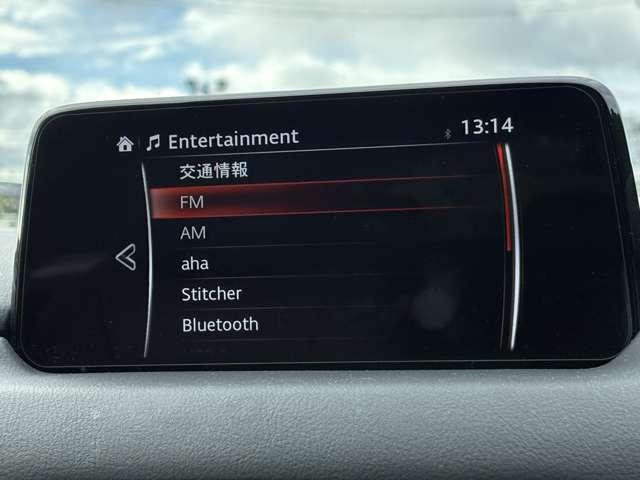 Entertainment 13:14
交通情報
FM
AM
aha
Stitcher
Bluetooth